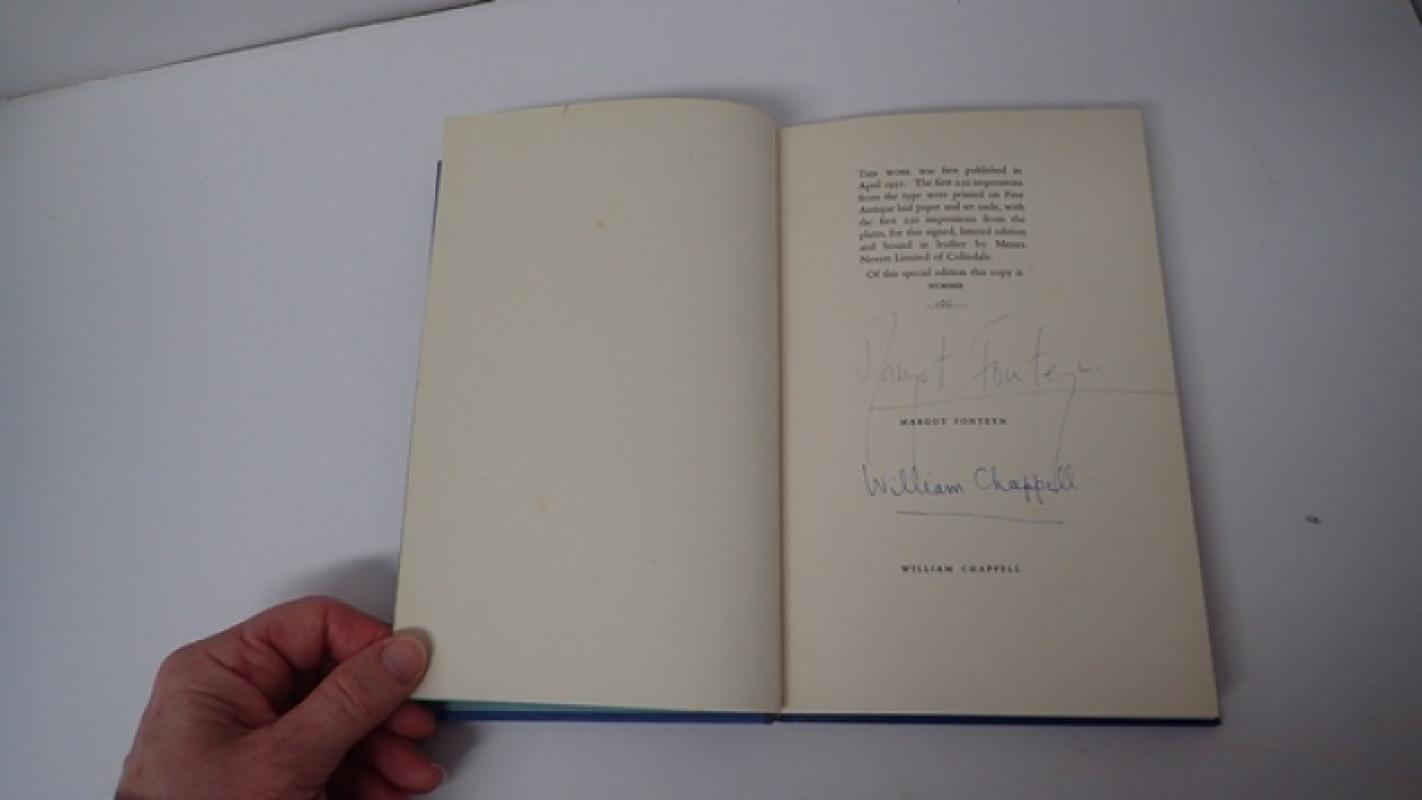 THIS WORK was first published in
April 1951. The first 220 impressions
from the type were printed on Fine
Antique laid paper and set aside, with
the first 220 impressions from the
plates, for this signed, limited edition
and bound in leather by Messrs.
Nevett Limited of Colindale.
Of this special edition this copy is
NUMBER
Margot Fonteyn.
MARGOT FONTEYN
William Chappell
WILLIAM CHAPPELL